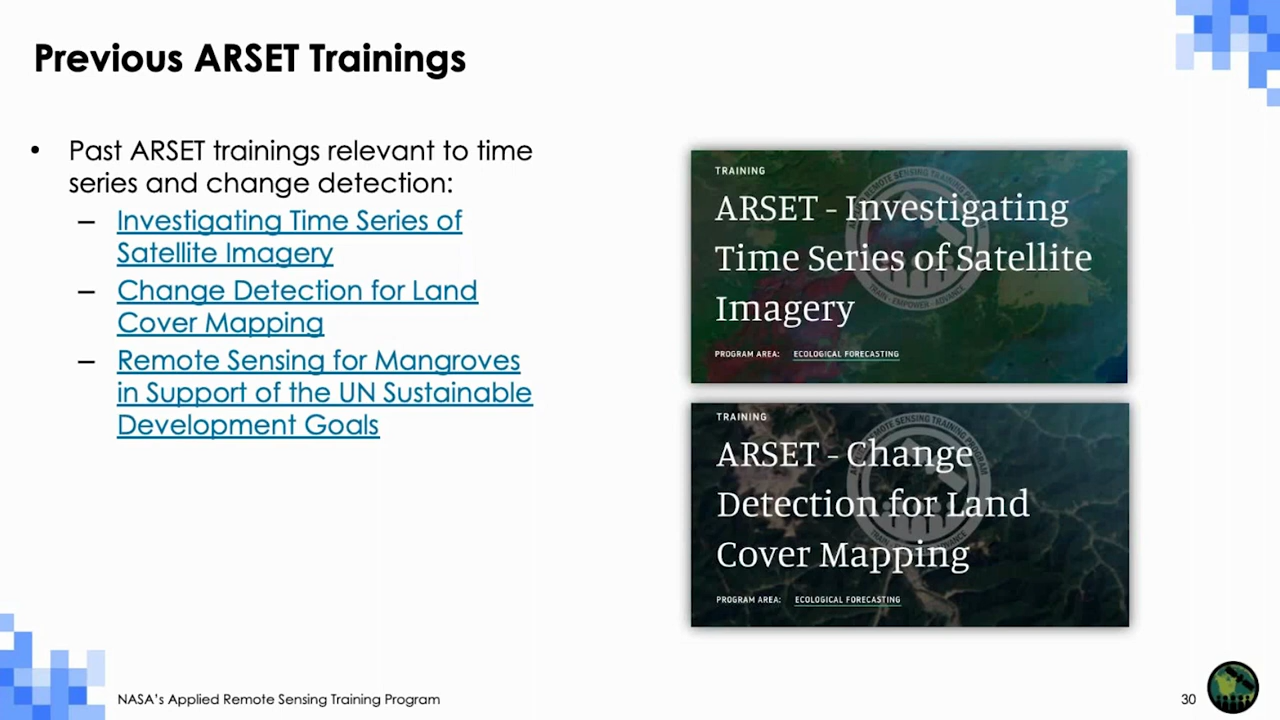 Previous ARSET Trainings
• Past ARSET trainings relevant to time
series and change detection:
– Investigating Time Series of
Satellite Imagery
– Change Detection for Land
Cover Mapping
– Remote Sensing for Mangroves
in Support of the UN Sustainable
Development Goals
TRAINING
ARSET - Investigating
Time Series of Satellite
Imagery
PROGRAM AREA: ECOLOGICAL FORECASTING
TRAINING
ARSET - Change
Detection for Land
Cover Mapping
PROGRAM AREA: ECOLOGICAL FORECASTING
NASA's Applied Remote Sensing Training Program
30